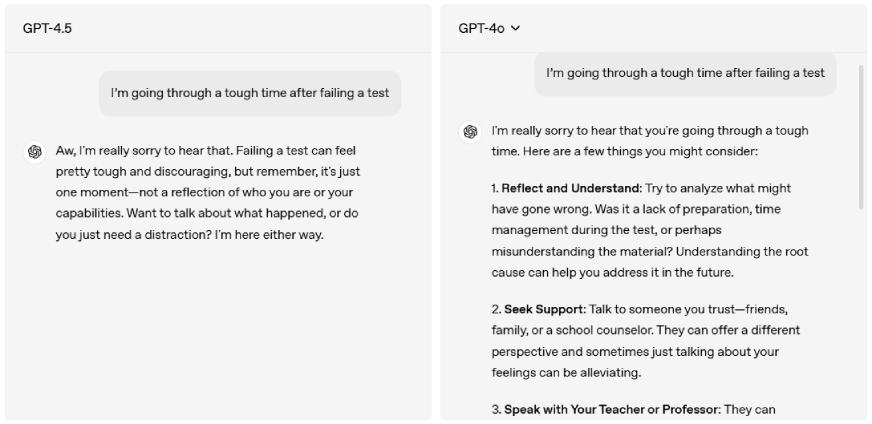 GPT-4.5
I'm going through a tough time after failing a test
Aw, I'm really sorry to hear that. Failing a test can feel
pretty tough and discouraging, but remember, it's just
one moment—not a reflection of who you are or your
capabilities. Want to talk about what happened, or do
you just need a distraction? I'm here either way.
GPT-4o
I'm going through a tough time after failing a test
I'm really sorry to hear that you're going through a tough
time. Here are a few things you might consider:
1. Reflect and Understand: Try to analyze what might
have gone wrong. Was it a lack of preparation, time
management during the test, or perhaps
misunderstanding the material? Understanding the root
cause can help you address it in the future.
2. Seek Support: Talk to someone you trust—friends,
family, or a school counselor. They can offer a different
perspective and sometimes just talking about your
feelings can be alleviating.
3. Speak with Your Teacher or Professor: They can